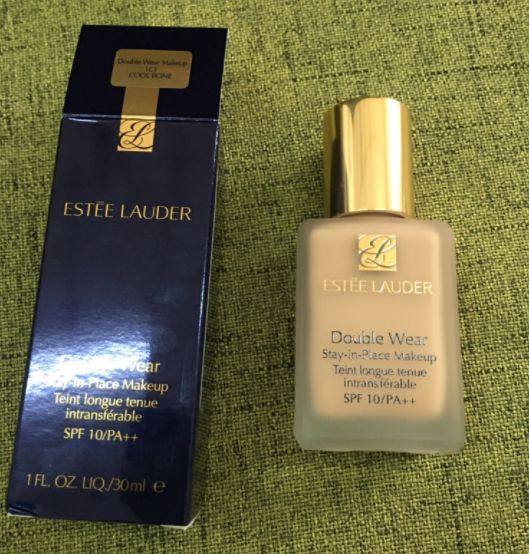 Double Wear Makeup
1C1
COOL BONE
ESTĒE LAUDER
Double Wear
Stay-in-Place Makeup
Teint longue tenue
intransférable
SPF 10/PA++
1 FL. OZ. LIQ./30ml e
ESTĒE LAUDER
Double Wear
Stay-in-Place Makeup
Teint longue tenue
intransférable
SPF 10/PA++